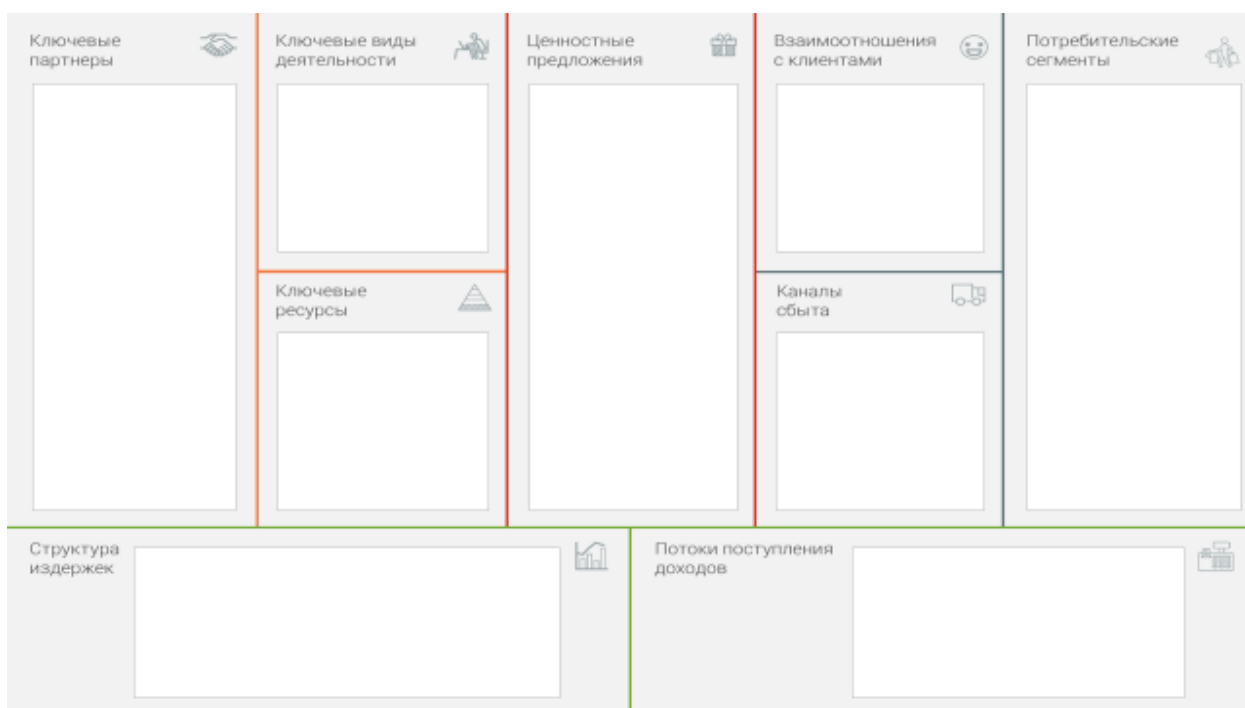 Ключевые
партнеры
Ключевые виды
деятельности
Ценностные
предложения
Взаимоотношения
с клиентами
Потребительские
сегменты
Ключевые
ресурсы
Каналы
сбыта
Структура
издержек
Потоки поступления
доходов